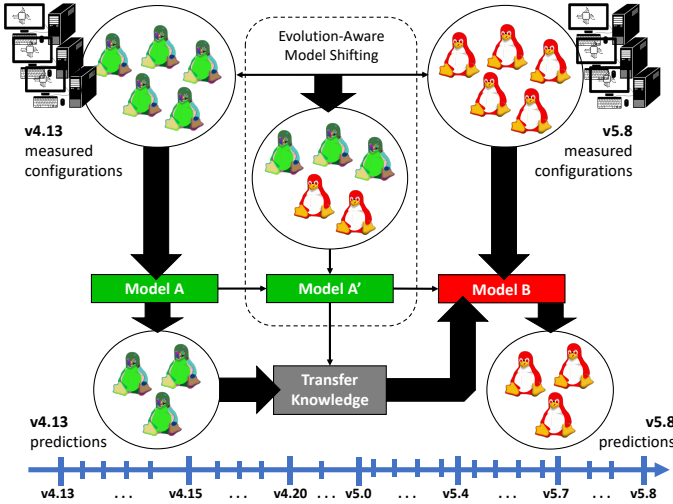 Evolution-Aware
Model Shifting
v4.13
measured
configurations
v5.8
measured
configurations
Model A
Model A’
Model B
Transfer
Knowledge
v4.13
predictions
v5.8
predictions
v4.13 ... v4.15 ... v4.20 ... v5.0 ... v5.4 ... v5.7 ... v5.8